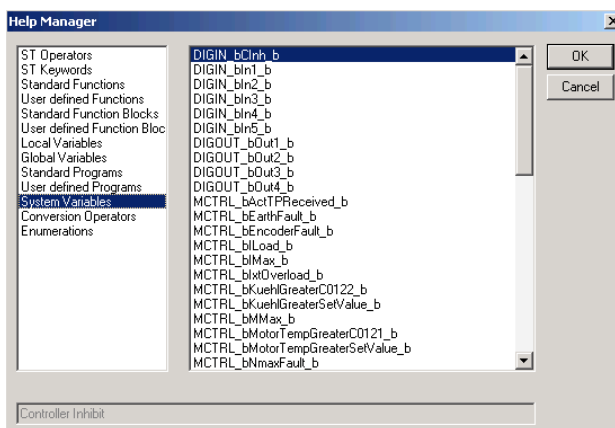 Help Manager
ST Operators
ST Keywords
Standard Functions
User defined Functions
Standard Function Blocks
User defined Function Bloc
Local Variables
Global Variables
Standard Programs
User defined Programs
System Variables
Conversion Operators
Enumerations
DIGIN_bCInh_b
DIGIN_bIn1_b
DIGIN_bIn2_b
DIGIN_bIn3_b
DIGIN_bIn4_b
DIGIN_bIn5_b
DIGOUT_bOut1_b
DIGOUT_bOut2_b
DIGOUT_bOut3_b
DIGOUT_bOut4_b
MCTRL_bActTPReceived_b
MCTRL_bEarthFault_b
MCTRL_bEncoderFault_b
MCTRL_bILoad_b
MCTRL_bIMax_b
MCTRL_bIxtOverload_b
MCTRL_bKuehlGreaterC0122_b
MCTRL_bKuehlGreaterSetValue_b
MCTRL_bMMax_b
MCTRL_bMotorTempGreaterC0121_b
MCTRL_bMotorTempGreaterSetValue_b
MCTRL_bNmaxFault_b
OK
Cancel
Controller Inhibit